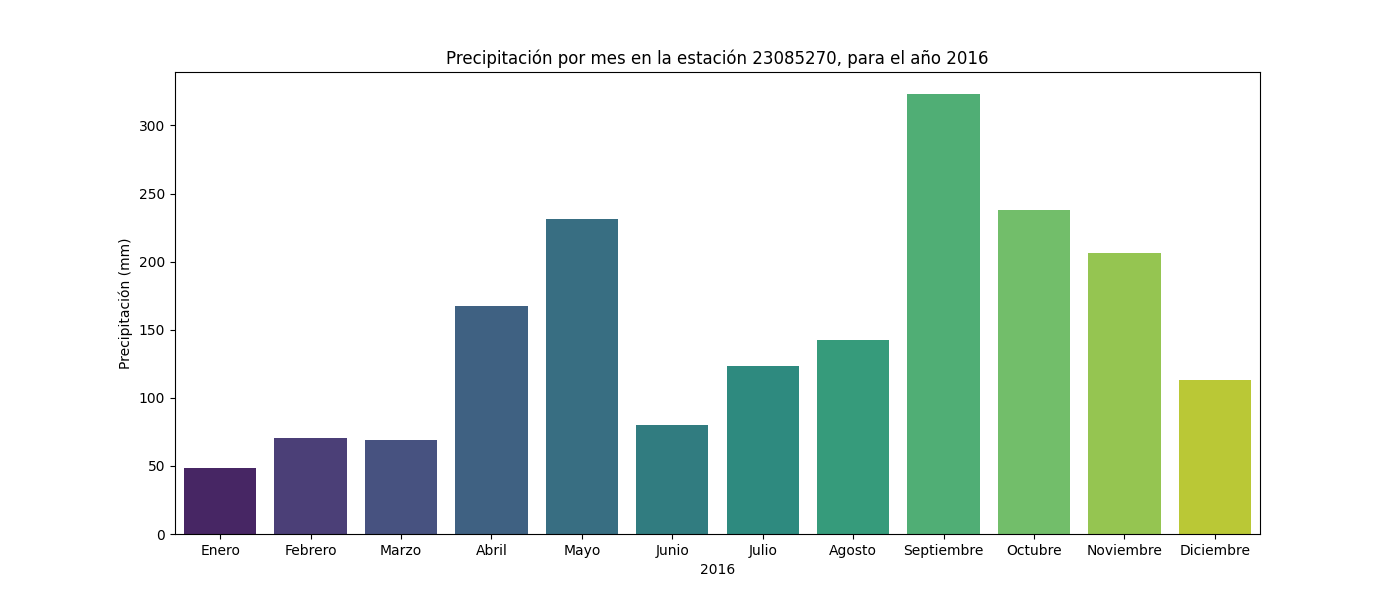 Precipitación por mes en la estación 23085270, para el año 2016
Precipitación (mm)
300
250
200
150
100
50
0
Enero Febrero Marzo Abril Mayo Junio Julio Agosto Septiembre Octubre Noviembre Diciembre
2016